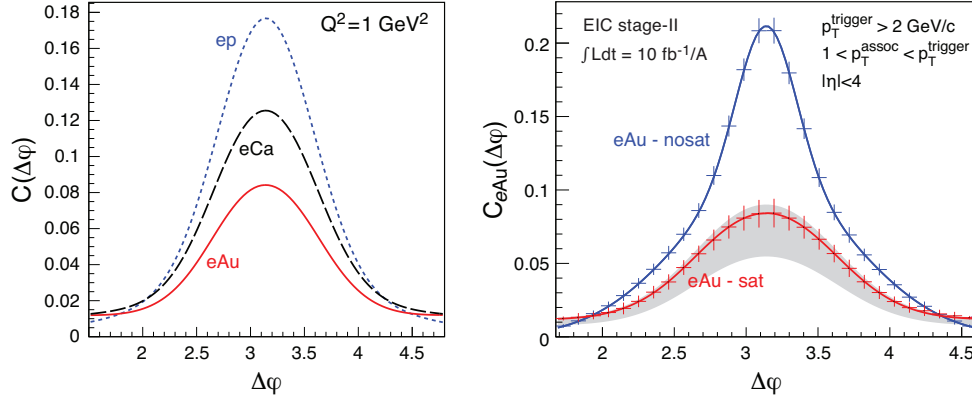 Q²=1 GeV²
ep
eCa
eAu
C(Δφ)
0.18
0.16
0.14
0.12
0.1
0.08
0.06
0.04
0.02
0
2
2.5
3
3.5
4
4.5
Δφ
EIC stage-II
∫Ldt = 10 fb⁻¹/A
p_T^trigger > 2 GeV/c
1 < p_T^assoc < p_T^trigger
|η|<4
eAu - nosat
eAu - sat
C_eAu(Δφ)
0.2
0.15
0.1
0.05
0.0
2
2.5
3
3.5
4
4.5
Δφ